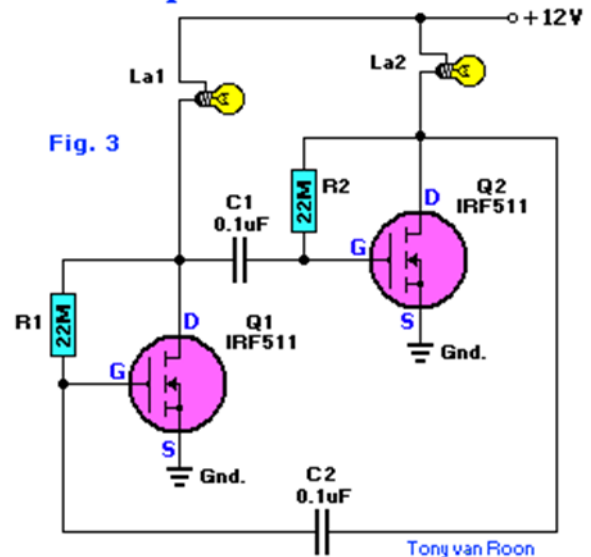 +12V
La1
La2
Fig. 3
C1
0.1uF
22M
R2
Q2
IRF511
D
G
S
Gnd.
R1
22M
D
Q1
IRF511
G
S
Gnd.
C2
0.1uF
Tony van Roon